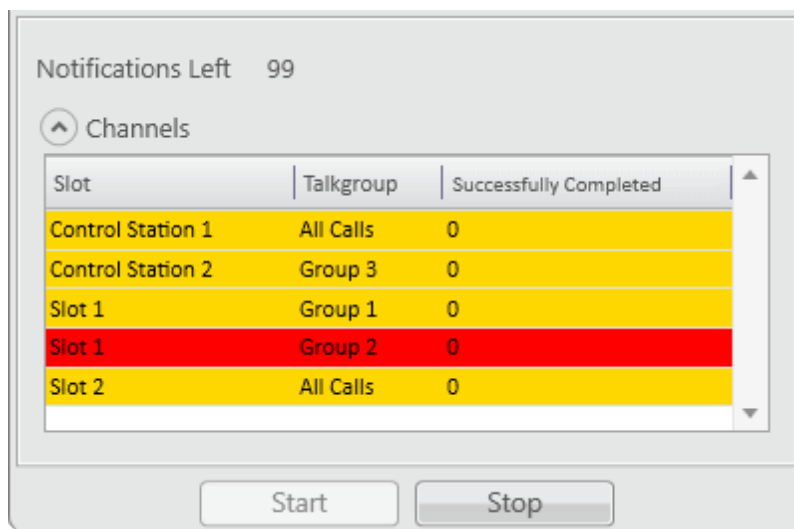 Notifications Left 99
Channels
Slot Talkgroup Successfully Completed
Control Station 1 All Calls 0
Control Station 2 Group 3 0
Slot 1 Group 1 0
Slot 1 Group 2 0
Slot 2 All Calls 0
Start Stop